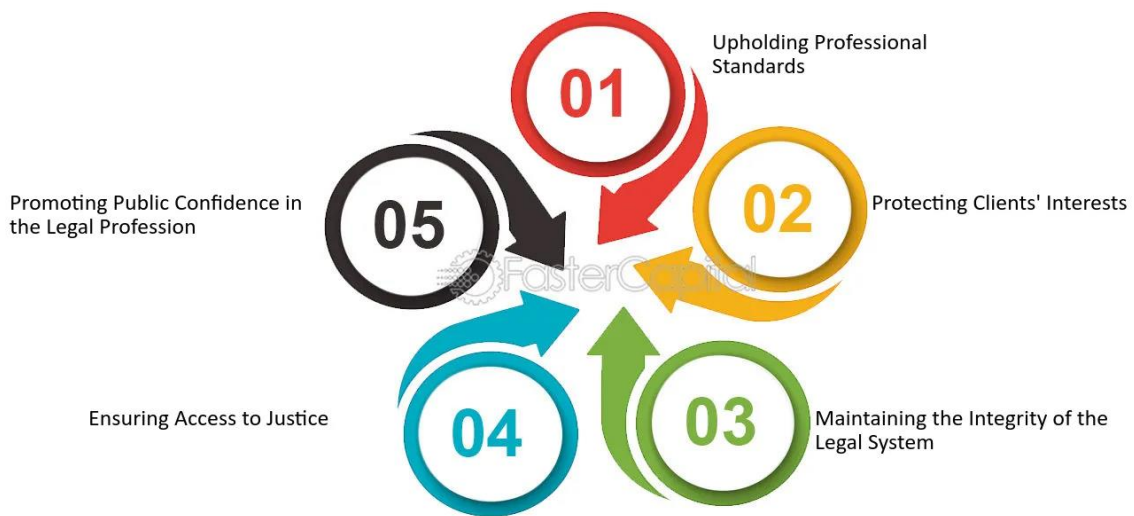 01
Upholding Professional
Standards
02
Protecting Clients' Interests
03
Maintaining the Integrity of the
Legal System
04
Ensuring Access to Justice
05
Promoting Public Confidence in
the Legal Profession
FasterCapital